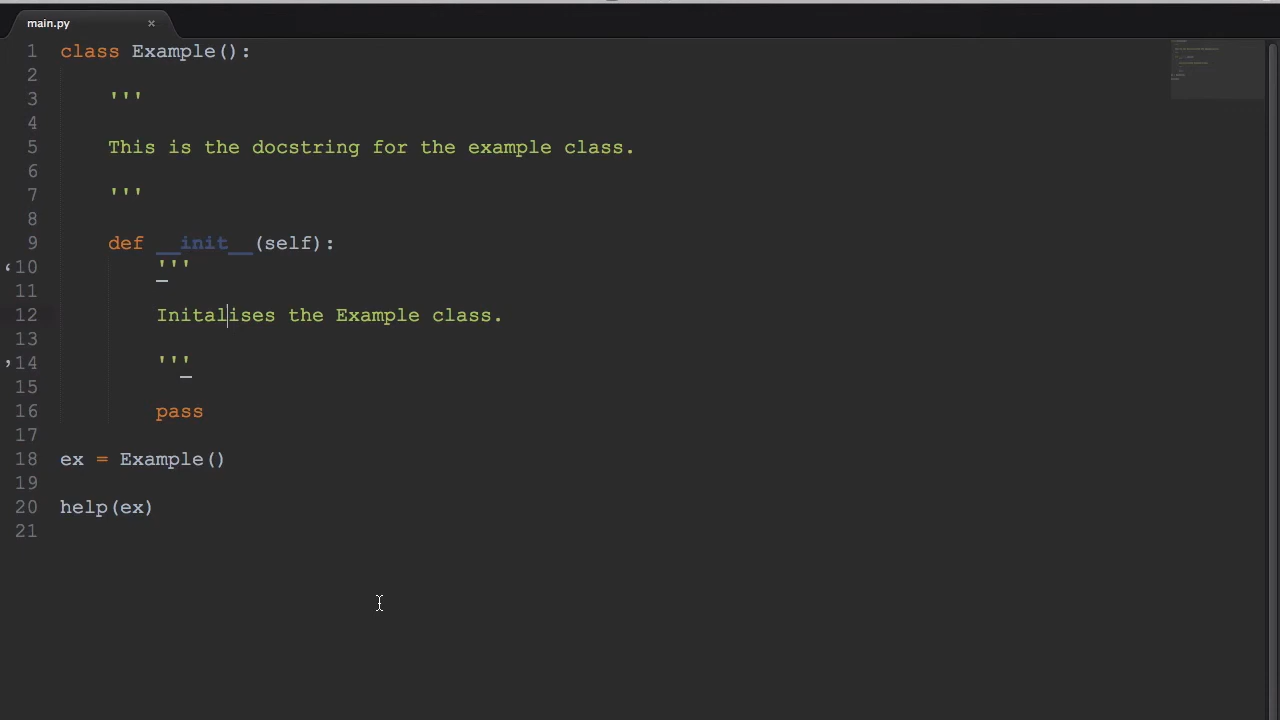 main.py ×
1 class Example():
2
3     '''
4
5     This is the docstring for the example class.
6
7     '''
8
9     def __init__(self):
10         '''
11
12         Initalises the Example class.
13
14         '''
15
16         pass
17
18 ex = Example()
19
20 help(ex)
21